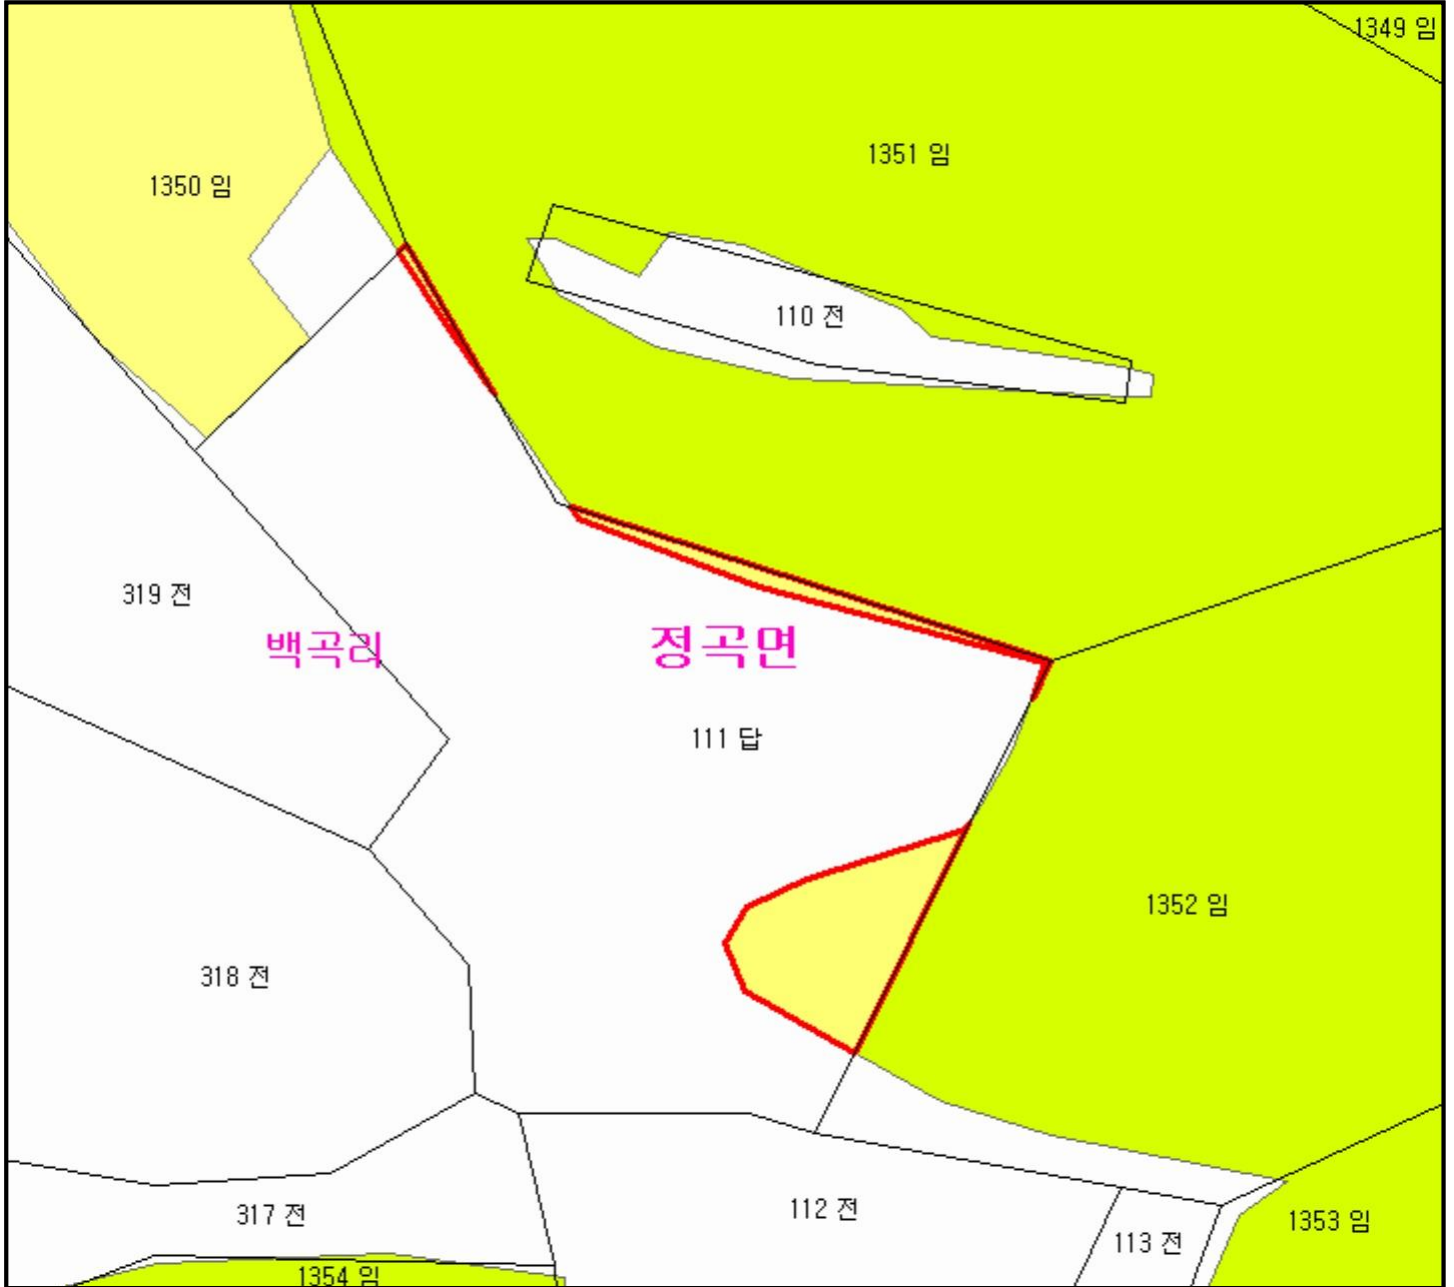 1349 임
1351 임
1350 임
110 전
319 전
백곡리
정곡면
111 답
1352 임
318 전
317 전
112 전
1353 임
113 전
1354 임